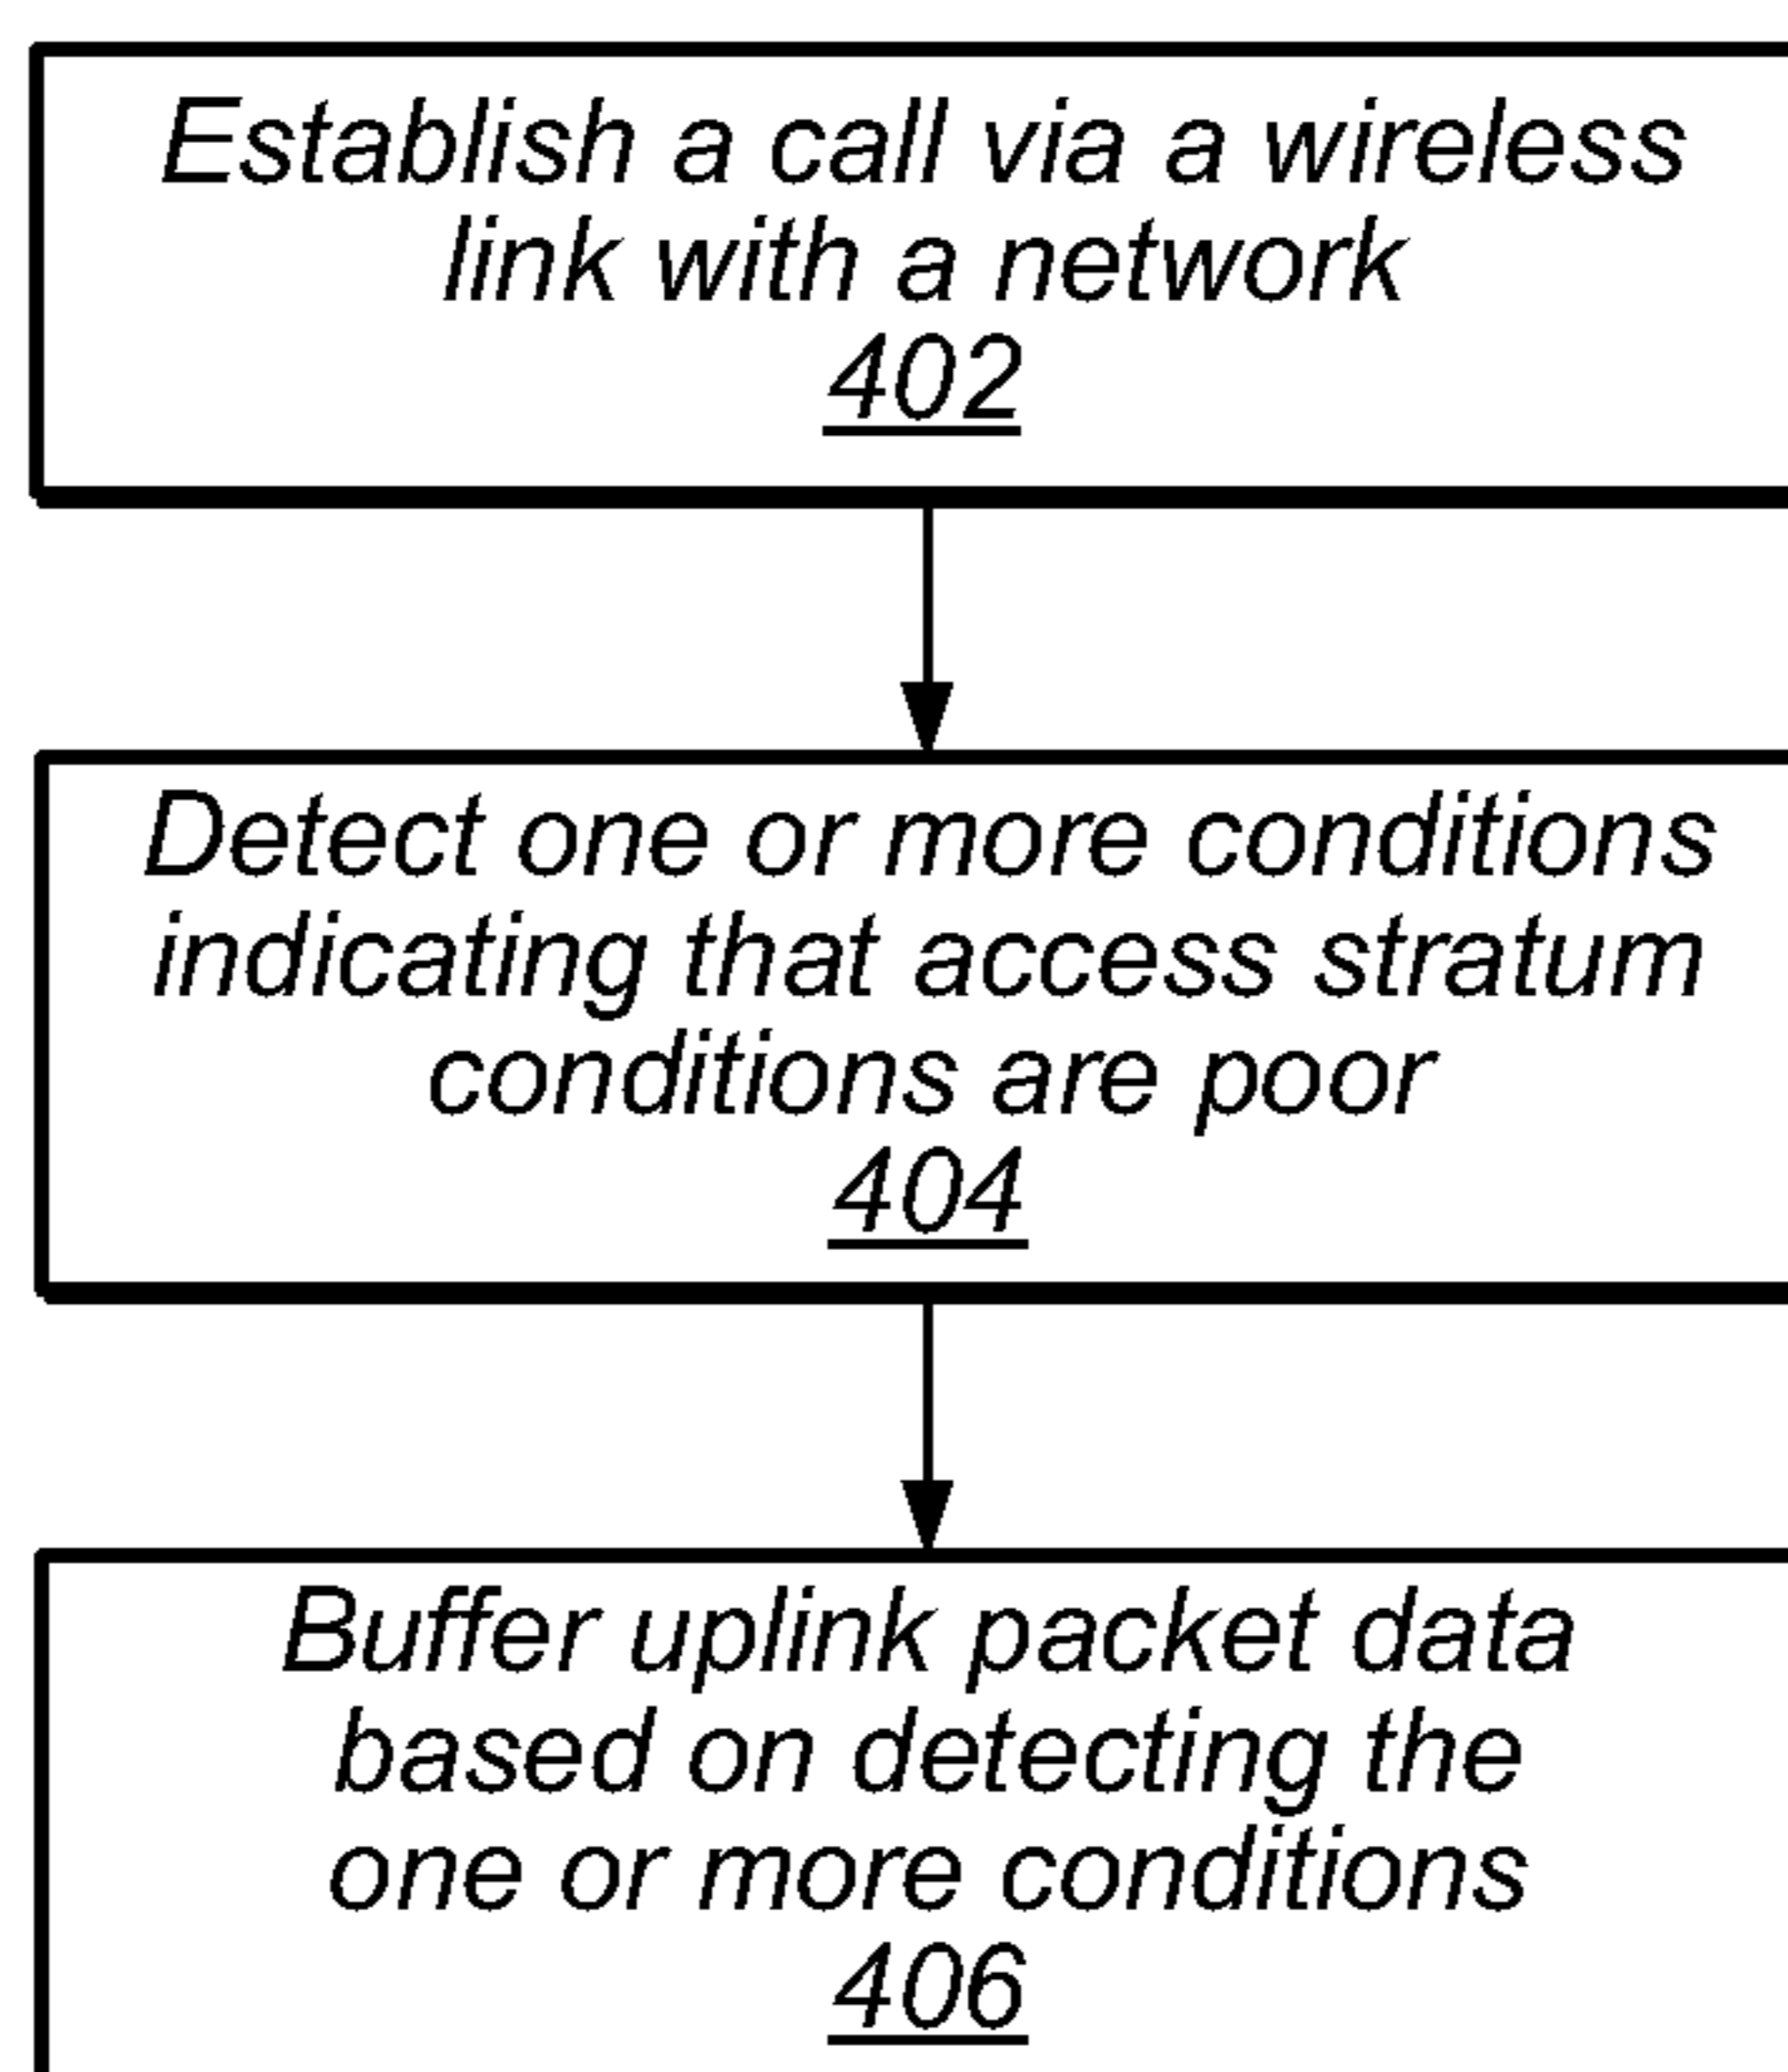 Establish a call via a wireless
link with a network
402
Detect one or more conditions
indicating that access stratum
conditions are poor
404
Buffer uplink packet data
based on detecting the
one or more conditions
406